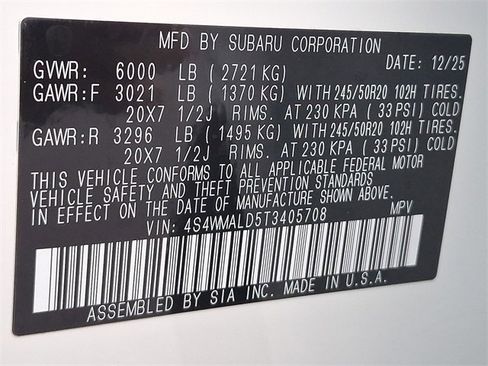 MFD BY SUBARU CORPORATION
DATE: 12/25
GVWR: 6000 LB (2721 KG)
GAWR:F 3021 LB (1370 KG) WITH 245/50R20 102H TIRES.
20X7 1/2J RIMS. AT 230 KPA (33 PSI) COLD
GAWR:R 3296 LB (1495 KG) WITH 245/50R20 102H TIRES.
20X7 1/2J RIMS. AT 230 KPA (33 PSI) COLD
THIS VEHICLE CONFORMS TO ALL APPLICABLE FEDERAL MOTOR
VEHICLE SAFETY AND THEFT PREVENTION STANDARDS
IN EFFECT ON THE DATE OF MANUFACTURE SHOWN ABOVE.
VIN: 4S4WMALD5T3405708 MPV
ASSEMBLED BY SIA INC. MADE IN U.S.A.